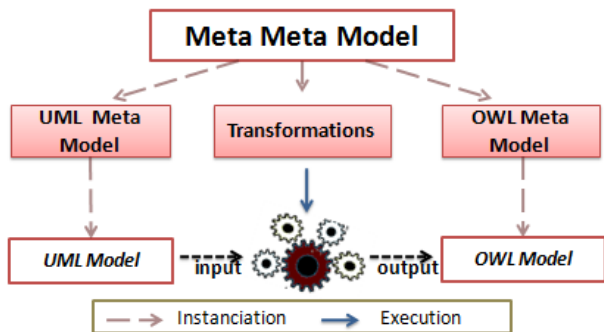 Meta Meta Model
UML Meta
Model
Transformations
OWL Meta
Model
UML Model
input
output
OWL Model
Instanciation
Execution